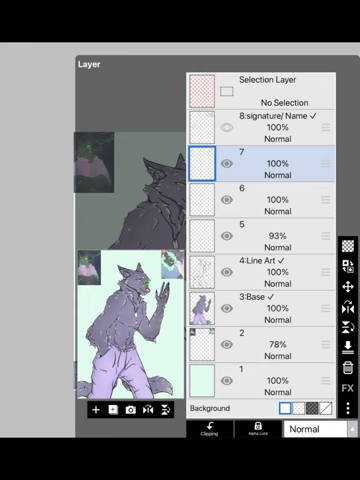 Layer
Selection Layer
No Selection
8:signature/ Name ✓
100%
Normal
7
100%
Normal
6
100%
Normal
5
93%
Normal
4:Line Art ✓
100%
Normal
3:Base ✓
100%
Normal
2
78%
Normal
1
100%
Normal
Background
FX
Clipping
Alpha Lock
Normal